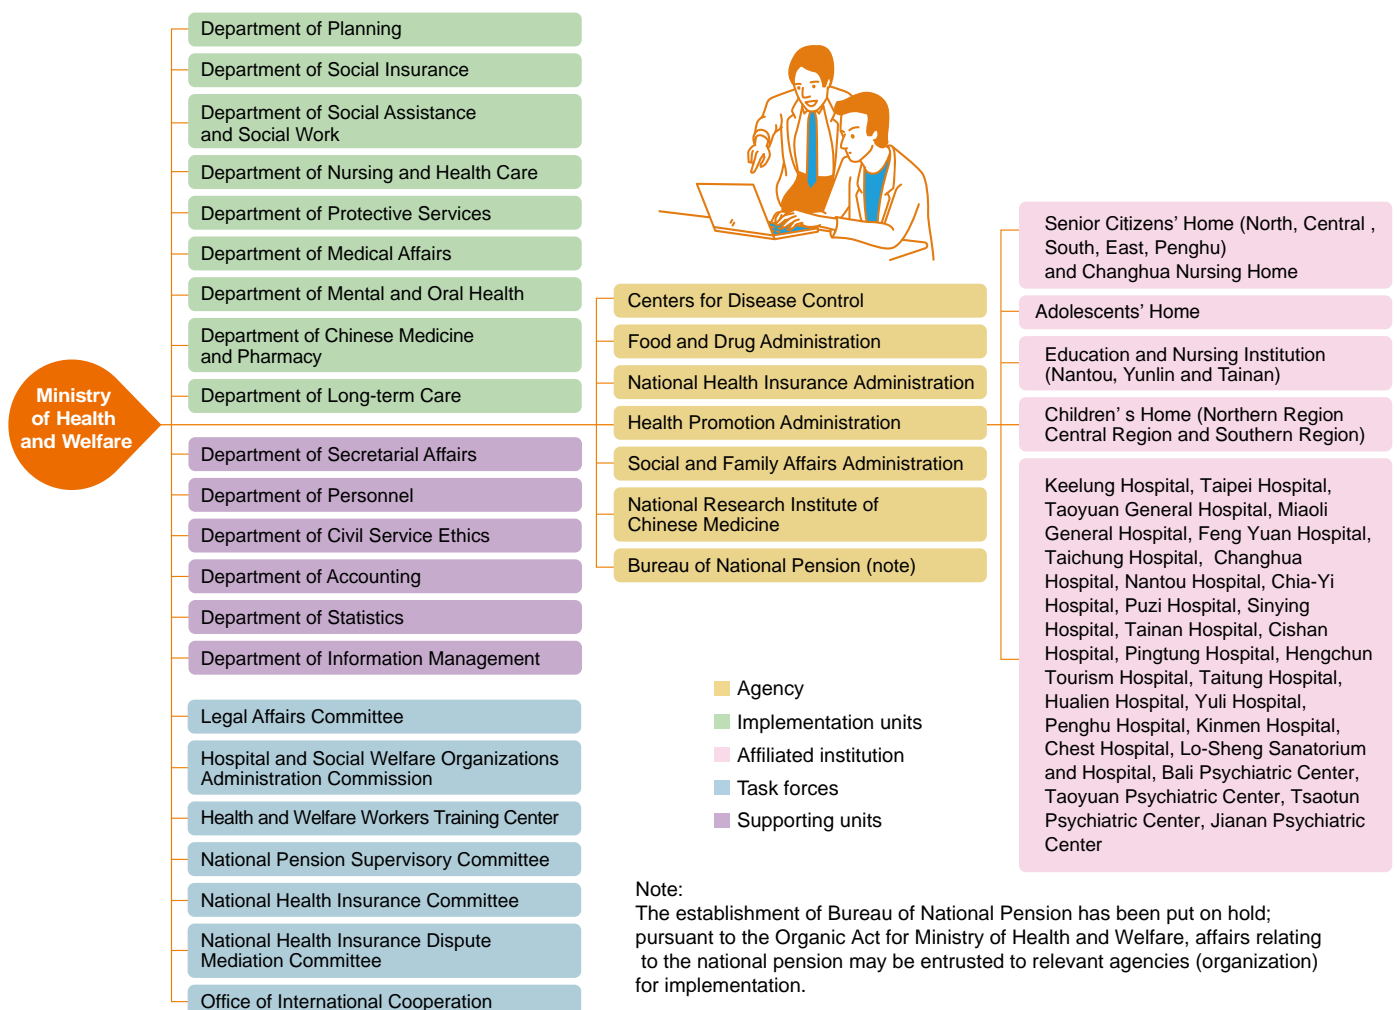 Ministry
of Health
and Welfare
Department of Planning
Department of Social Insurance
Department of Social Assistance
and Social Work
Department of Nursing and Health Care
Department of Protective Services
Department of Medical Affairs
Department of Mental and Oral Health
Department of Chinese Medicine
and Pharmacy
Department of Long-term Care
Department of Secretarial Affairs
Department of Personnel
Department of Civil Service Ethics
Department of Accounting
Department of Statistics
Department of Information Management
Legal Affairs Committee
Hospital and Social Welfare Organizations
Administration Commission
Health and Welfare Workers Training Center
National Pension Supervisory Committee
National Health Insurance Committee
National Health Insurance Dispute
Mediation Committee
Office of International Cooperation
Centers for Disease Control
Food and Drug Administration
National Health Insurance Administration
Health Promotion Administration
Social and Family Affairs Administration
National Research Institute of
Chinese Medicine
Bureau of National Pension (note)
Senior Citizens' Home (North, Central ,
South, East, Penghu)
and Changhua Nursing Home
Adolescents' Home
Education and Nursing Institution
(Nantou, Yunlin and Tainan)
Children' s Home (Northern Region
Central Region and Southern Region)
Keelung Hospital, Taipei Hospital,
Taoyuan General Hospital, Miaoli
General Hospital, Feng Yuan Hospital,
Taichung Hospital, Changhua
Hospital, Nantou Hospital, Chia-Yi
Hospital, Puzi Hospital, Sinying
Hospital, Tainan Hospital, Cishan
Hospital, Pingtung Hospital, Hengchun
Tourism Hospital, Taitung Hospital,
Hualien Hospital, Yuli Hospital,
Penghu Hospital, Kinmen Hospital,
Chest Hospital, Lo-Sheng Sanatorium
and Hospital, Bali Psychiatric Center,
Taoyuan Psychiatric Center, Tsaotun
Psychiatric Center, Jianan Psychiatric
Center
Agency
Implementation units
Affiliated institution
Task forces
Supporting units
Note:
The establishment of Bureau of National Pension has been put on hold;
pursuant to the Organic Act for Ministry of Health and Welfare, affairs relating
to the national pension may be entrusted to relevant agencies (organization)
for implementation.